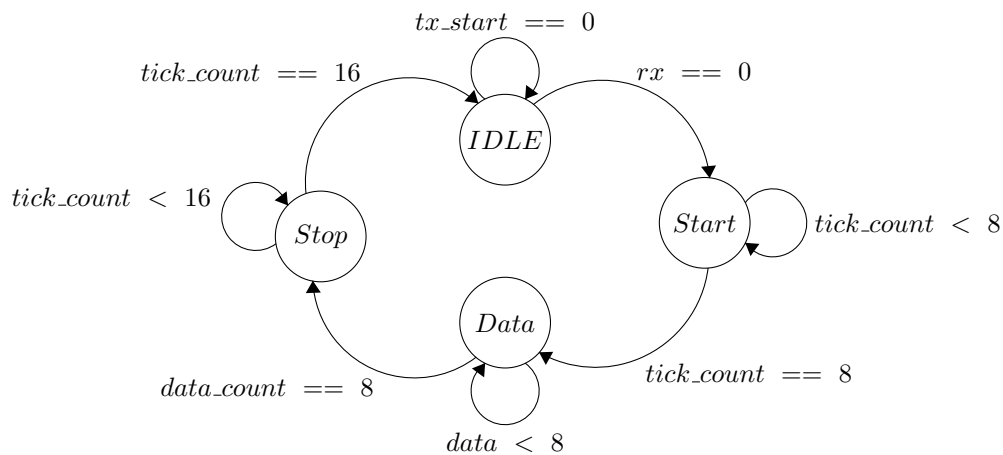 tx_start == 0
tick_count == 16
rx == 0
IDLE
tick_count < 16
Stop
Start
tick_count < 8
Data
data_count == 8
tick_count == 8
data < 8